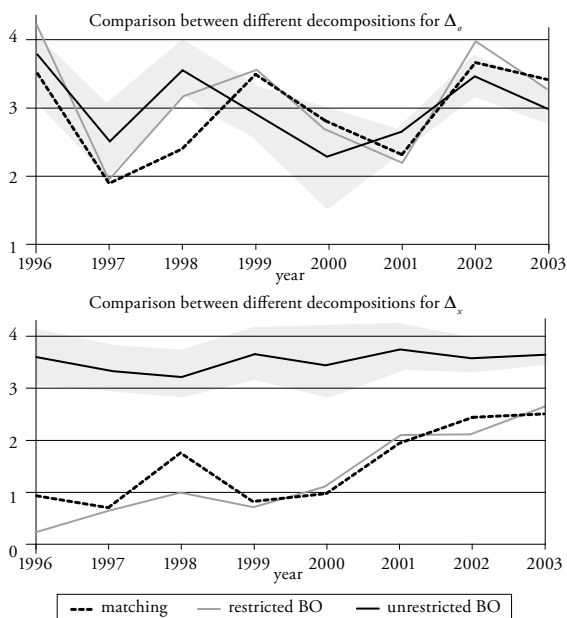 Comparison between different decompositions for Δo
4
3
2
1
1996 1997 1998 1999 2000 2001 2002 2003
year
Comparison between different decompositions for Δx
4
3
2
1
0
1996 1997 1998 1999 2000 2001 2002 2003
year
matching restricted BO unrestricted BO